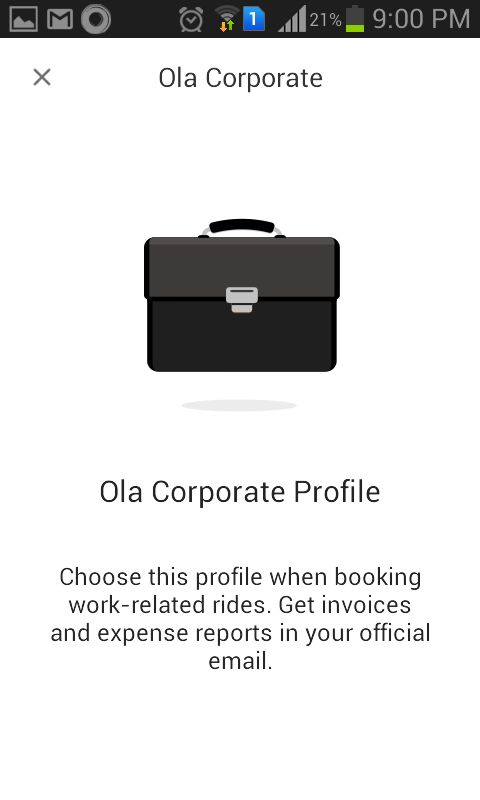 1 21% 9:00 PM
Ola Corporate
Ola Corporate Profile
Choose this profile when booking
work-related rides. Get invoices
and expense reports in your official
email.